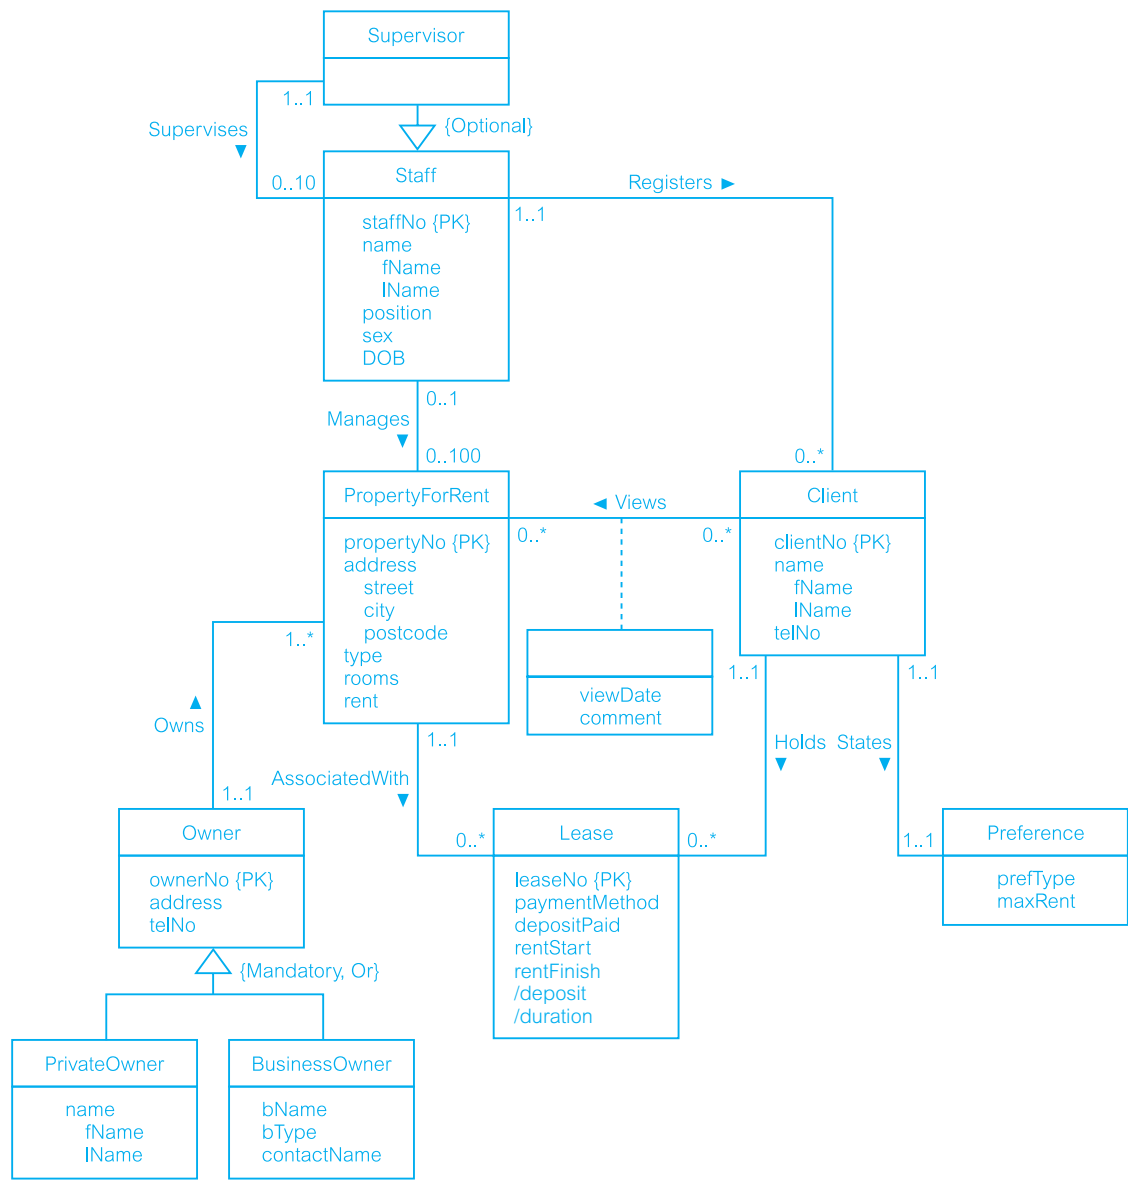 Supervisor
1..1
Supervises ▼
{Optional}
0..10
Staff
Registers ►
1..1
staffNo {PK}
name
fName
lName
position
sex
DOB
0..1
Manages ▼
0..100
0..*
PropertyForRent
◄ Views
Client
0..*
0..*
propertyNo {PK}
address
street
city
postcode
type
rooms
rent
clientNo {PK}
name
fName
lName
telNo
1..*
▲
Owns
viewDate
comment
1..1
1..1
1..1
Holds ▼
States ▼
AssociatedWith ▼
1..1
Owner
0..*
Lease
0..*
1..1
Preference
ownerNo {PK}
address
telNo
leaseNo {PK}
paymentMethod
depositPaid
rentStart
rentFinish
/deposit
/duration
prefType
maxRent
{Mandatory, Or}
PrivateOwner
BusinessOwner
name
fName
lName
bName
bType
contactName